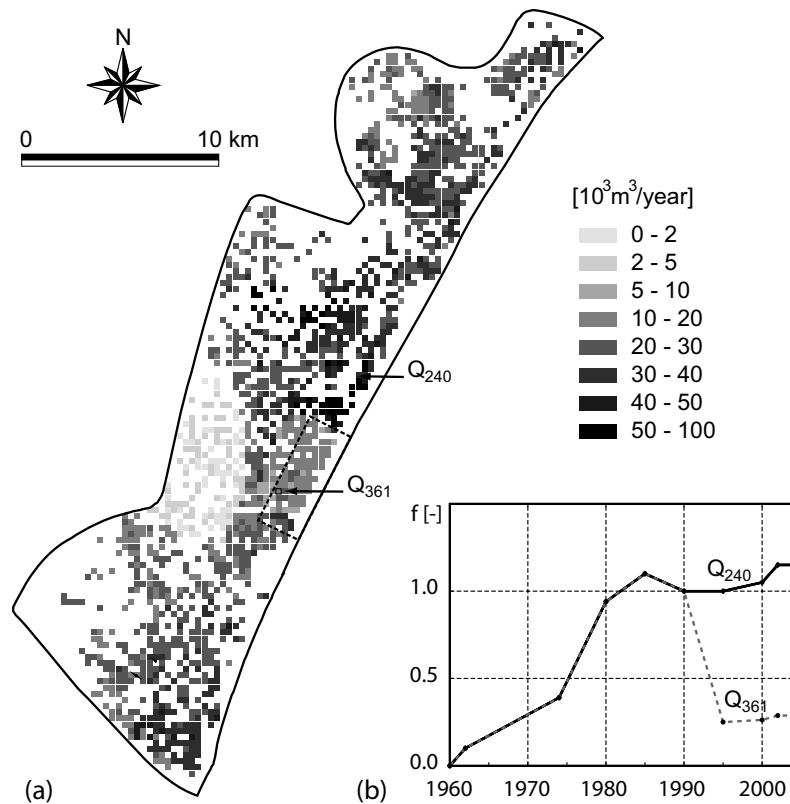 N
0 10 km
[10³m³/year]
0 - 2
2 - 5
5 - 10
10 - 20
20 - 30
30 - 40
40 - 50
50 - 100
Q₂₄₀
Q₃₆₁
(a)
f [-]
1.0
0.5
0.0
Q₂₄₀
Q₃₆₁
1960 1970 1980 1990 2000
(b)